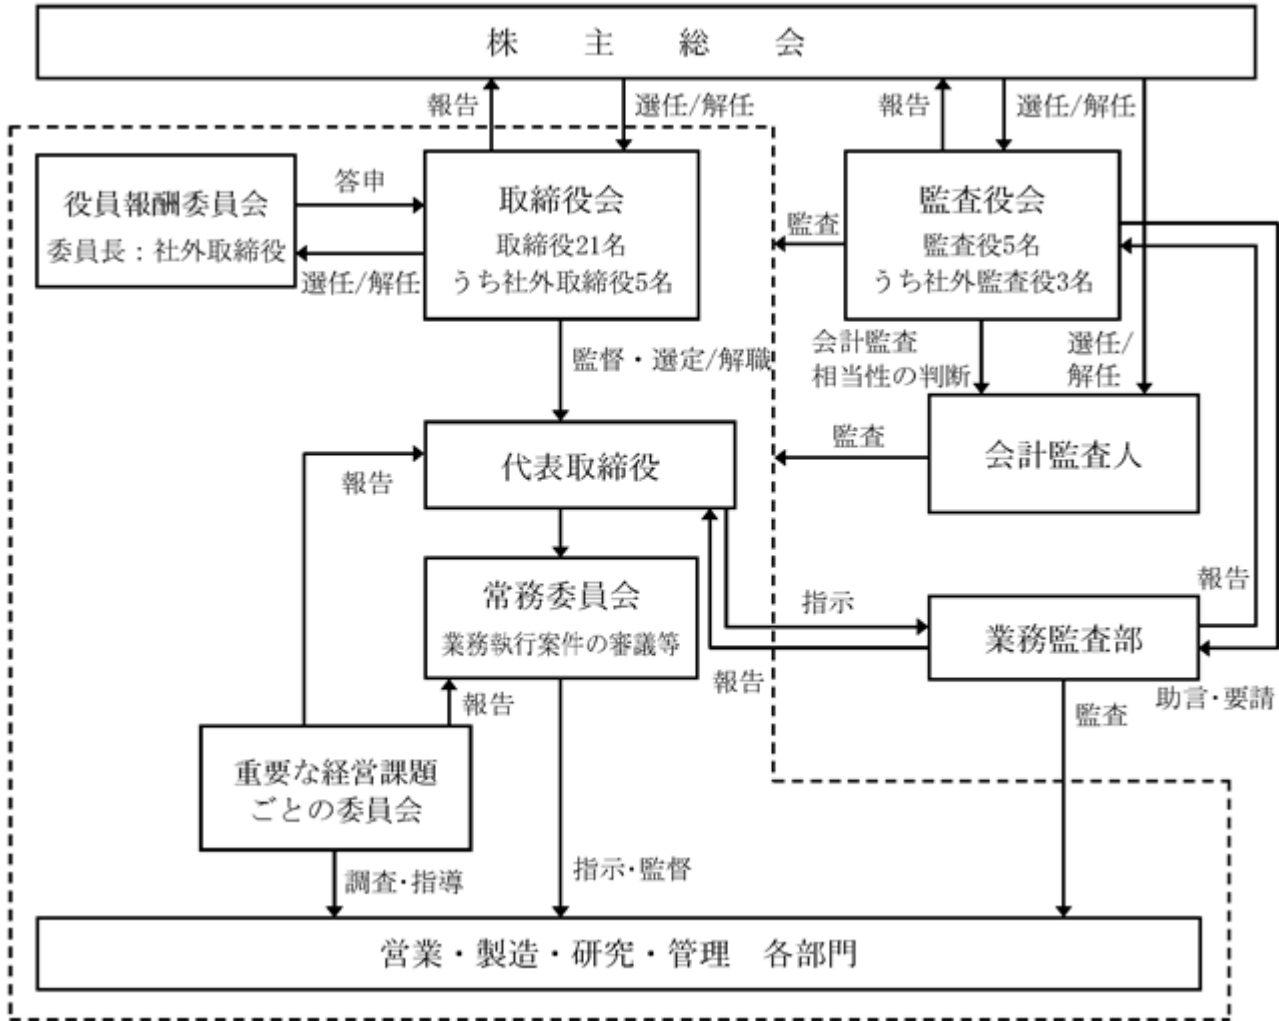 株主総会
報告
選任/解任
報告
選任/解任
役員報酬委員会
委員長：社外取締役
答申
選任/解任
取締役会
取締役21名
うち社外取締役5名
監査
監査役会
監査役5名
うち社外監査役3名
監督・選定/解職
会計監査
相当性の判断
選任/
解任
報告
代表取締役
監査
会計監査人
常務委員会
業務執行案件の審議等
指示
報告
報告
業務監査部
助言・要請
報告
監査
重要な経営課題
ごとの委員会
調査・指導
指示・監督
営業・製造・研究・管理　各部門